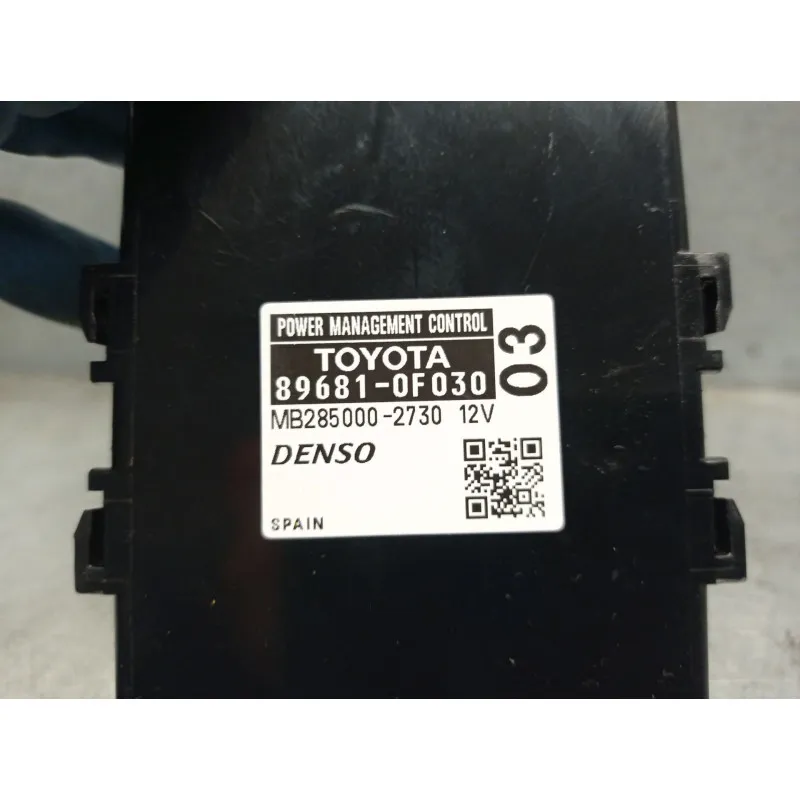 POWER MANAGEMENT CONTROL
TOYOTA
89681-0F030
03
MB285000-2730 12V
DENSO
SPAIN